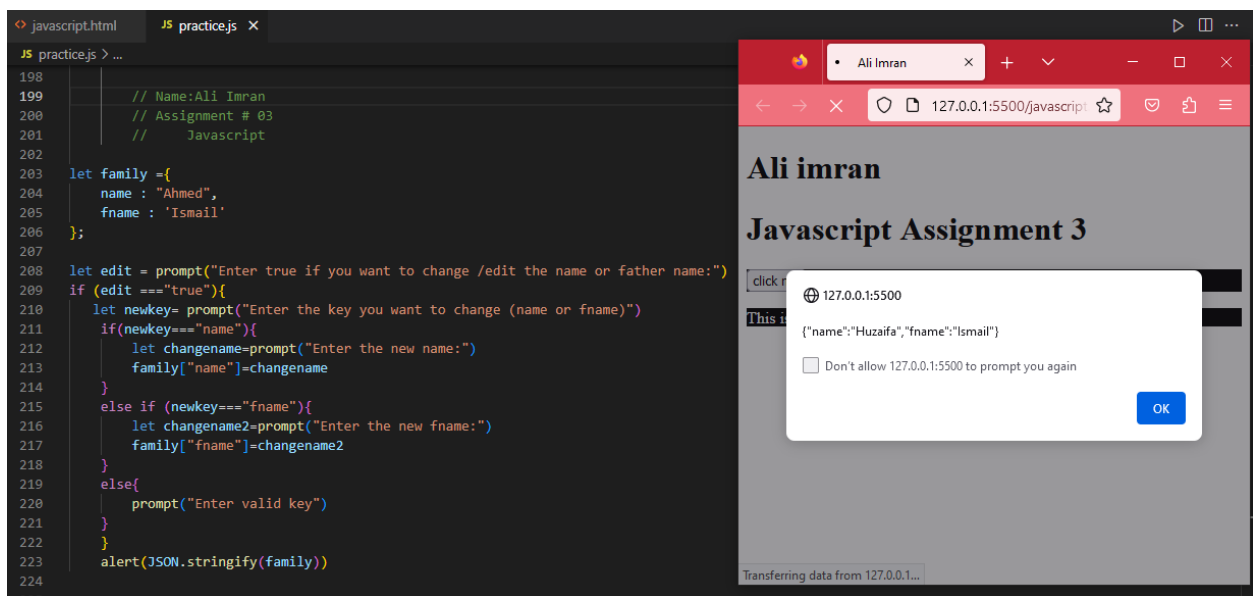 javascript.html
JS practice.js
JS practice.js > ...
198
199 // Name:Ali Imran
200 // Assignment # 03
201 //     Javascript
202
203 let family ={
204     name : "Ahmed",
205     fname : 'Ismail'
206 };
207
208 let edit = prompt("Enter true if you want to change /edit the name or father name:")
209 if (edit ==="true"){
210    let newkey= prompt("Enter the key you want to change (name or fname)")
211     if(newkey==="name"){
212         let changename=prompt("Enter the new name:")
213         family["name"]=changename
214     }
215     else if (newkey==="fname"){
216         let changename2=prompt("Enter the new fname:")
217         family["fname"]=changename2
218     }
219     else{
220         prompt("Enter valid key")
221     }
222     }
223     alert(JSON.stringify(family))
224
Ali Imran
127.0.0.1:5500/javascript
Ali imran
Javascript Assignment 3
click
This
127.0.0.1:5500
{"name":"Huzaifa","fname":"Ismail"}
Don't allow 127.0.0.1:5500 to prompt you again
OK
Transferring data from 127.0.0.1...